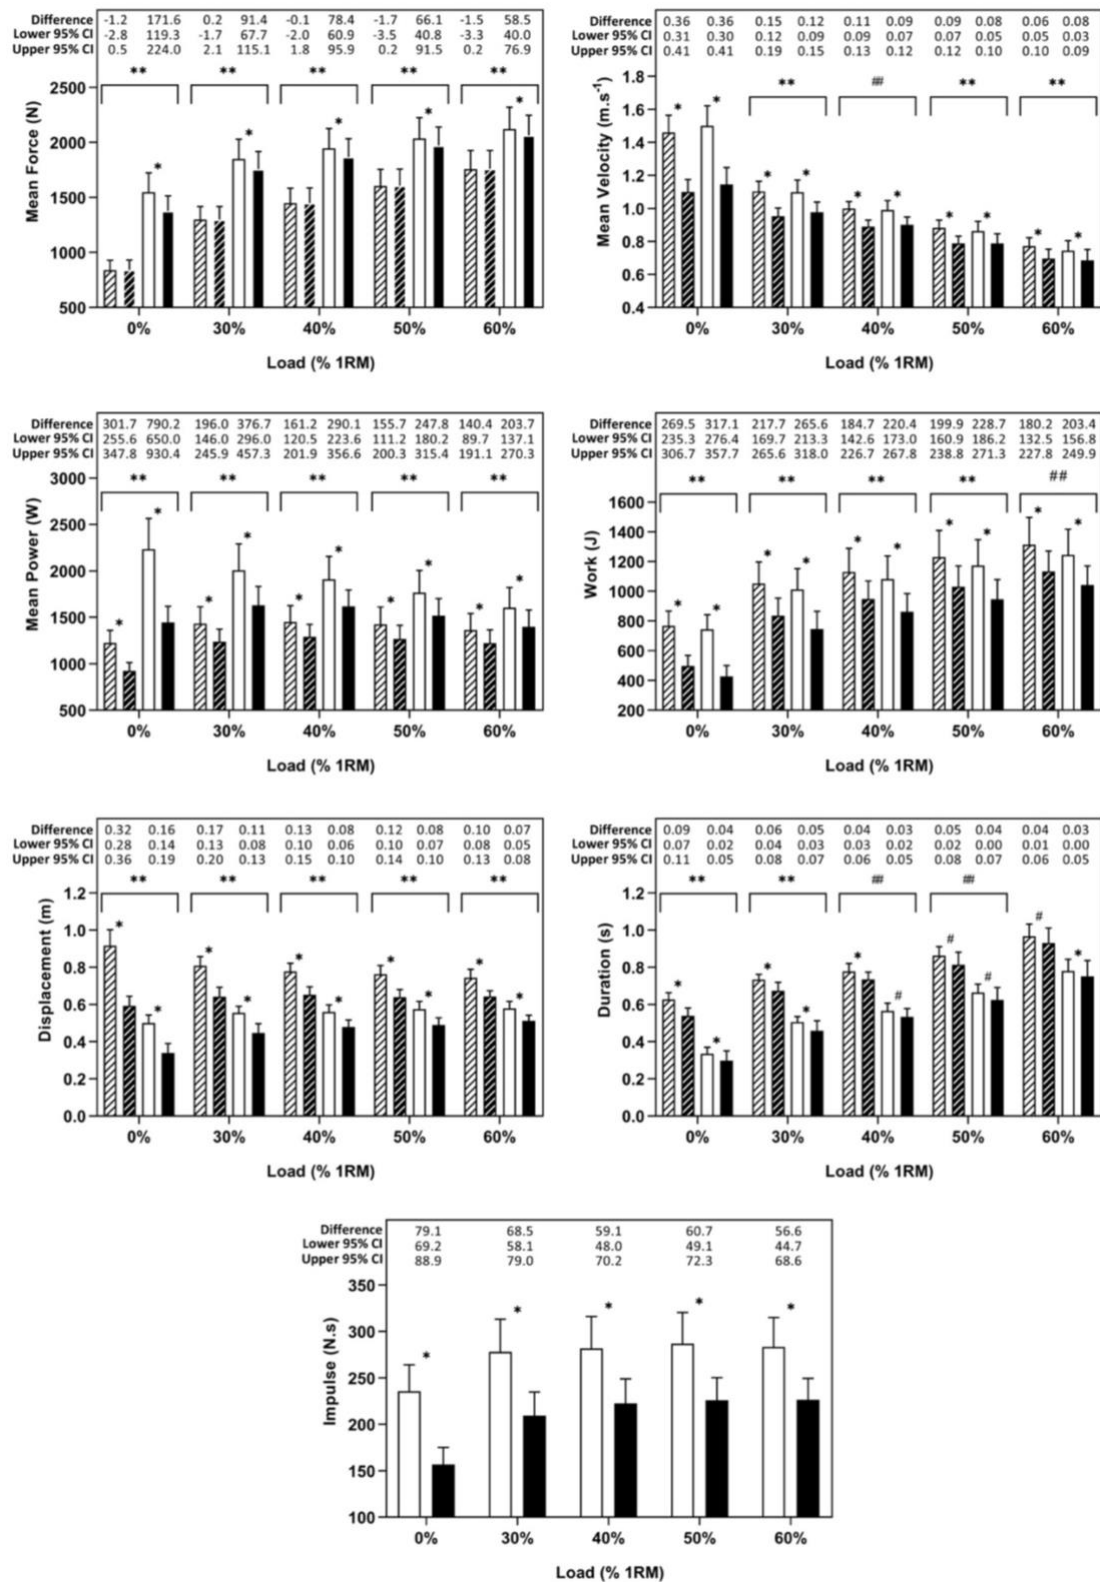 Difference -1.2 171.6 0.2 91.4 -0.1 78.4 -1.7 66.1 -1.5 58.5
Lower 95% CI -2.8 119.3 -1.7 67.7 -2.0 60.9 -3.5 40.8 -3.3 40.0
Upper 95% CI 0.5 224.0 2.1 115.1 1.8 95.9 0.2 91.5 0.2 76.9
** ** ** ** **
* * * * *
Mean Force (N)
2500
2000
1500
1000
500
0% 30% 40% 50% 60%
Load (% 1RM)
0.36 0.36 0.15 0.12 0.11 0.09 0.09 0.08 0.06 0.08
0.31 0.30 0.12 0.09 0.09 0.07 0.07 0.05 0.05 0.03
0.41 0.41 0.19 0.15 0.13 0.12 0.12 0.10 0.10 0.09
** ## ** **
* * * * * * * * * *
Mean Velocity (m.s-1)
1.8
1.6
1.4
1.2
1.0
0.8
0.6
0.4
0% 30% 40% 50% 60%
Load (% 1RM)
Difference 301.7 790.2 196.0 376.7 161.2 290.1 155.7 247.8 140.4 203.7
Lower 95% CI 255.6 650.0 146.0 296.0 120.5 223.6 111.2 180.2 89.7 137.1
Upper 95% CI 347.8 930.4 245.9 457.3 201.9 356.6 200.3 315.4 191.1 270.3
** ** ** ** **
* * * * * * * * * *
Mean Power (W)
3000
2500
2000
1500
1000
500
0% 30% 40% 50% 60%
Load (% 1RM)
Difference 269.5 317.1 217.7 265.6 184.7 220.4 199.9 228.7 180.2 203.4
Lower 95% CI 235.3 276.4 169.7 213.3 142.6 173.0 160.9 186.2 132.5 156.8
Upper 95% CI 306.7 357.7 265.6 318.0 226.7 267.8 238.8 271.3 227.8 249.9
** ** ** ** ##
* * * * * * * * * *
Work (J)
1600
1400
1200
1000
800
600
400
200
0% 30% 40% 50% 60%
Load (% 1RM)
Difference 0.32 0.16 0.17 0.11 0.13 0.08 0.12 0.08 0.10 0.07
Lower 95% CI 0.28 0.14 0.13 0.08 0.10 0.06 0.10 0.07 0.08 0.05
Upper 95% CI 0.36 0.19 0.20 0.13 0.15 0.10 0.14 0.10 0.13 0.08
** ** ** ** **
* * * * * * * * * *
Displacement (m)
1.2
1.0
0.8
0.6
0.4
0.2
0.0
0% 30% 40% 50% 60%
Load (% 1RM)
Difference 0.09 0.04 0.06 0.05 0.04 0.03 0.05 0.04 0.04 0.03
Lower 95% CI 0.07 0.02 0.04 0.03 0.03 0.02 0.02 0.00 0.01 0.00
Upper 95% CI 0.11 0.05 0.08 0.07 0.06 0.05 0.08 0.07 0.06 0.05
** ** ## ##
* * * * * # # # # *
Duration (s)
1.2
1.0
0.8
0.6
0.4
0.2
0.0
0% 30% 40% 50% 60%
Load (% 1RM)
Difference 79.1 68.5 59.1 60.7 56.6
Lower 95% CI 69.2 58.1 48.0 49.1 44.7
Upper 95% CI 88.9 79.0 70.2 72.3 68.6
* * * * *
Impulse (N.s)
350
300
250
200
150
100
0% 30% 40% 50% 60%
Load (% 1RM)